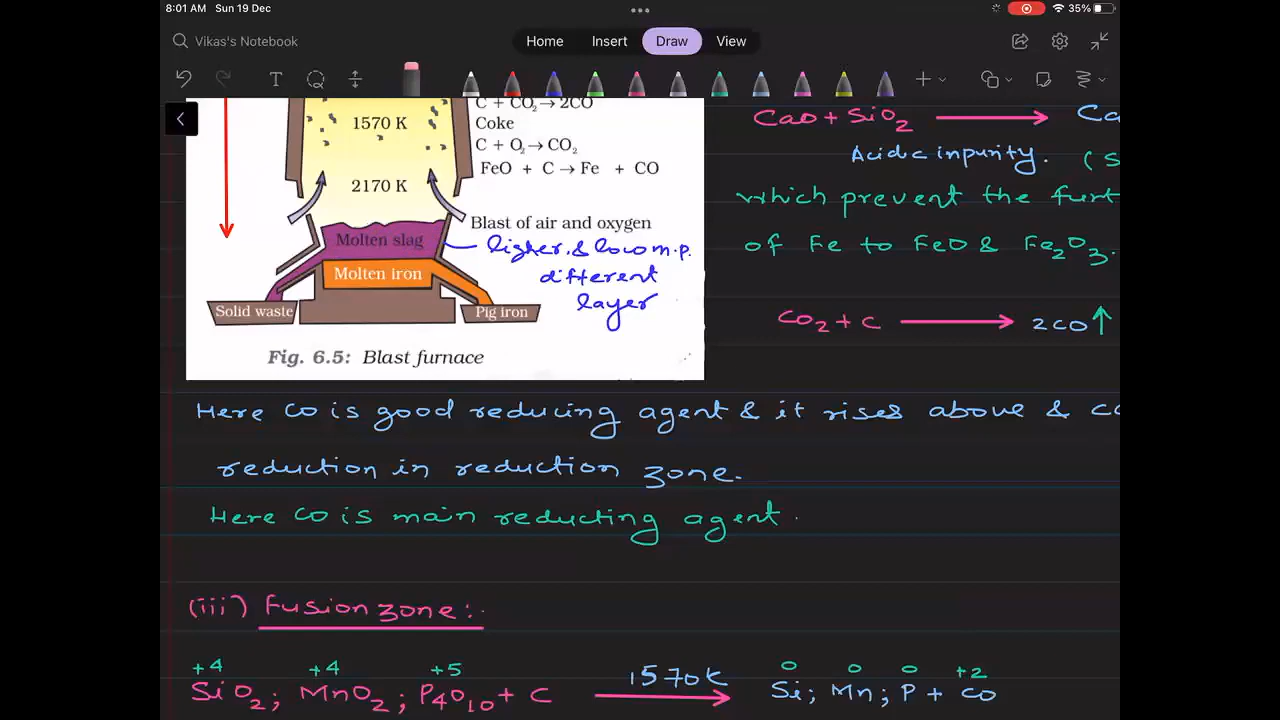 8:01 AM Sun 19 Dec
35%
Vikas's Notebook
Home Insert Draw View
T
C + CO₂→2CO
1570 K
Coke
C + O₂→CO₂
FeO + C → Fe + CO
2170 K
Blast of air and oxygen
Molten slag
ligher & low m.p.
different
layer
Molten iron
Solid waste
Pig iron
Fig. 6.5: Blast furnace
CaO + SiO₂ ⟶ Ca
Acidic inpurity. (S
which prevent the furt
of Fe to FeO & Fe₂O₃.
CO₂ + C ⟶ 2CO↑
Here CO is good reducing agent & it rises above & ca
reduction in reduction zone.
Here CO is main reducting agent.
(iii) Fusion zone:-
+4 +4 +5 1570K 0 0 0 +2
SiO₂; MnO₂; P₄O₁₀ + C ⟶ Si; Mn; P + CO